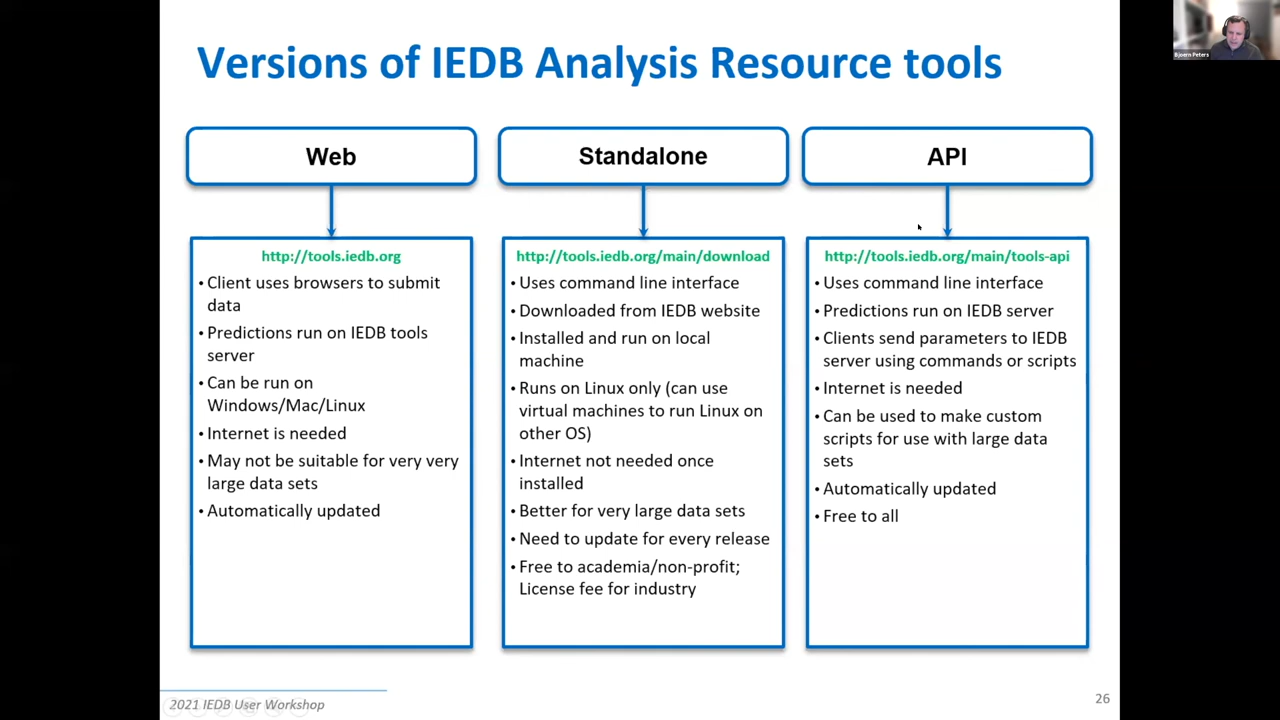 Versions of IEDB Analysis Resource tools
Bjoern Peters
Web
http://tools.iedb.org
• Client uses browsers to submit
data
• Predictions run on IEDB tools
server
• Can be run on
Windows/Mac/Linux
• Internet is needed
• May not be suitable for very very
large data sets
• Automatically updated
Standalone
http://tools.iedb.org/main/download
• Uses command line interface
• Downloaded from IEDB website
• Installed and run on local
machine
• Runs on Linux only (can use
virtual machines to run Linux on
other OS)
• Internet not needed once
installed
• Better for very large data sets
• Need to update for every release
• Free to academia/non-profit;
License fee for industry
API
http://tools.iedb.org/main/tools-api
• Uses command line interface
• Predictions run on IEDB server
• Clients send parameters to IEDB
server using commands or scripts
• Internet is needed
• Can be used to make custom
scripts for use with large data
sets
• Automatically updated
• Free to all
2021 IEDB User Workshop
26